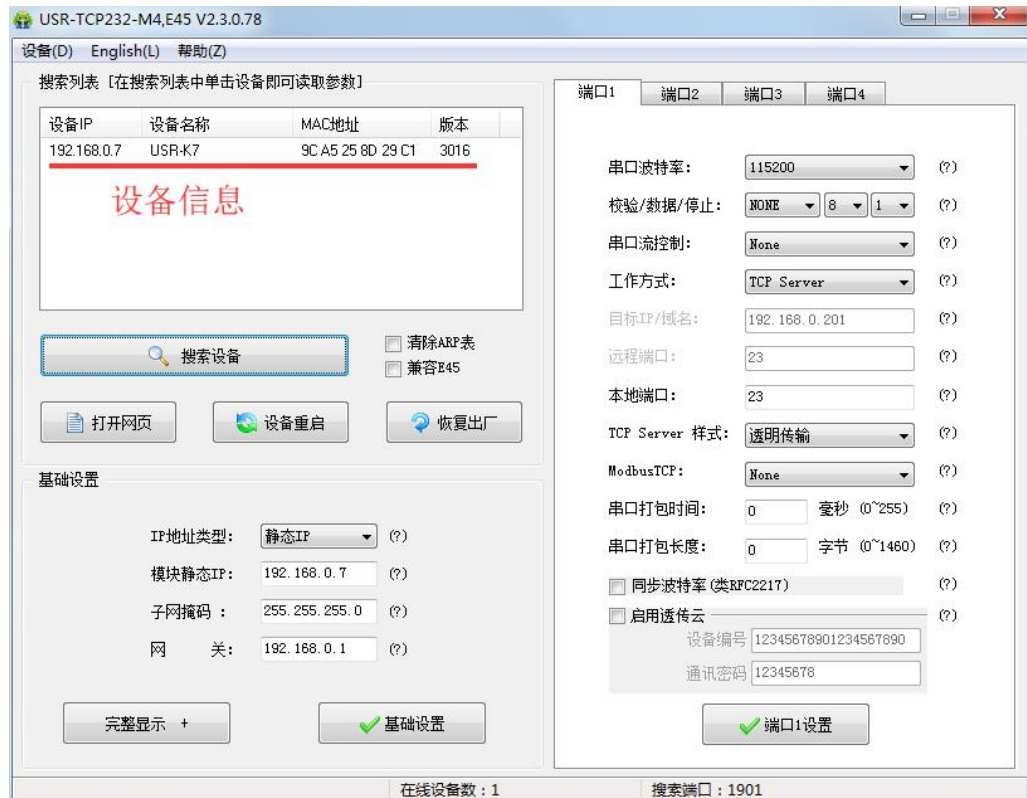 USR-TCP232-M4,E45 V2.3.0.78
设备(D) English(L) 帮助(Z)
搜索列表 [在搜索列表中单击设备即可读取参数]
设备IP 设备名称 MAC地址 版本
192.168.0.7 USR-K7 9C A5 25 8D 29 C1 3016
设备信息
搜索设备
清除ARP表
兼容E45
打开网页 设备重启 恢复出厂
基础设置
IP地址类型: 静态IP (?)
模块静态IP: 192.168.0.7 (?)
子网掩码 : 255.255.255.0 (?)
网 关: 192.168.0.1 (?)
完整显示 + 基础设置
端口1 端口2 端口3 端口4
串口波特率: 115200 (?)
校验/数据/停止: NONE 8 1 (?)
串口流控制: None (?)
工作方式: TCP Server (?)
目标IP/域名: 192.168.0.201 (?)
远程端口: 23 (?)
本地端口: 23 (?)
TCP Server 样式: 透明传输 (?)
ModbusTCP: None (?)
串口打包时间: 0 毫秒 (0~255) (?)
串口打包长度: 0 字节 (0~1460) (?)
同步波特率(类RFC2217) (?)
启用透传云 (?)
设备编号 12345678901234567890
通讯密码 12345678
端口1设置
在线设备数:1 搜索端口:1901